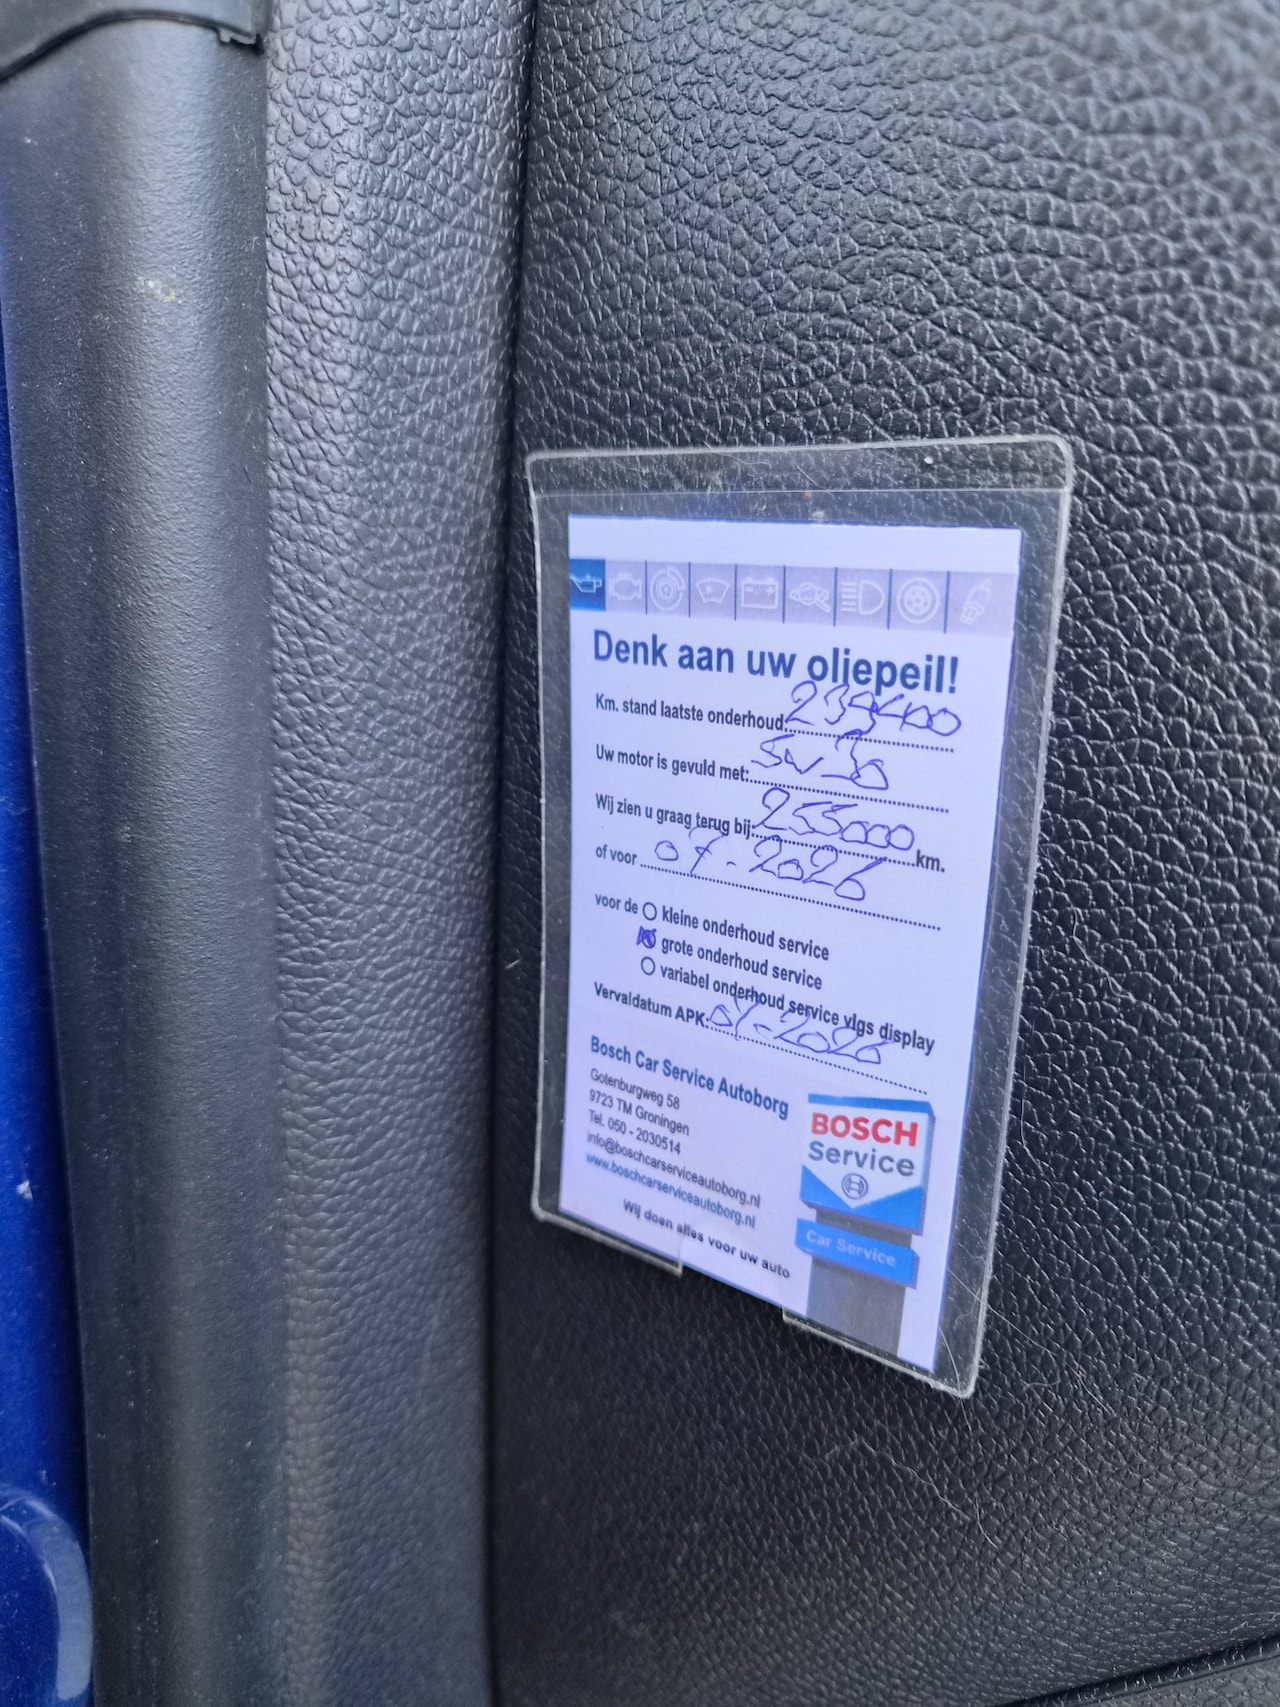 Denk aan uw oliepeil!
Km. stand laatste onderhoud: 239400
Uw motor is gevuld met: 5w30
Wij zien u graag terug bij: 255000 km.
of voor 07-2026
voor de kleine onderhoud service
grote onderhoud service
variabel onderhoud service vlgs display
Vervaldatum APK: 07-2026
Bosch Car Service Autoborg
Gotenburgweg 58
9723 TM Groningen
Tel. 050 - 2030514
info@boschcarserviceautoborg.nl
www.boschcarserviceautoborg.nl
Wij doen alles voor uw auto
BOSCH
Service
Car Service